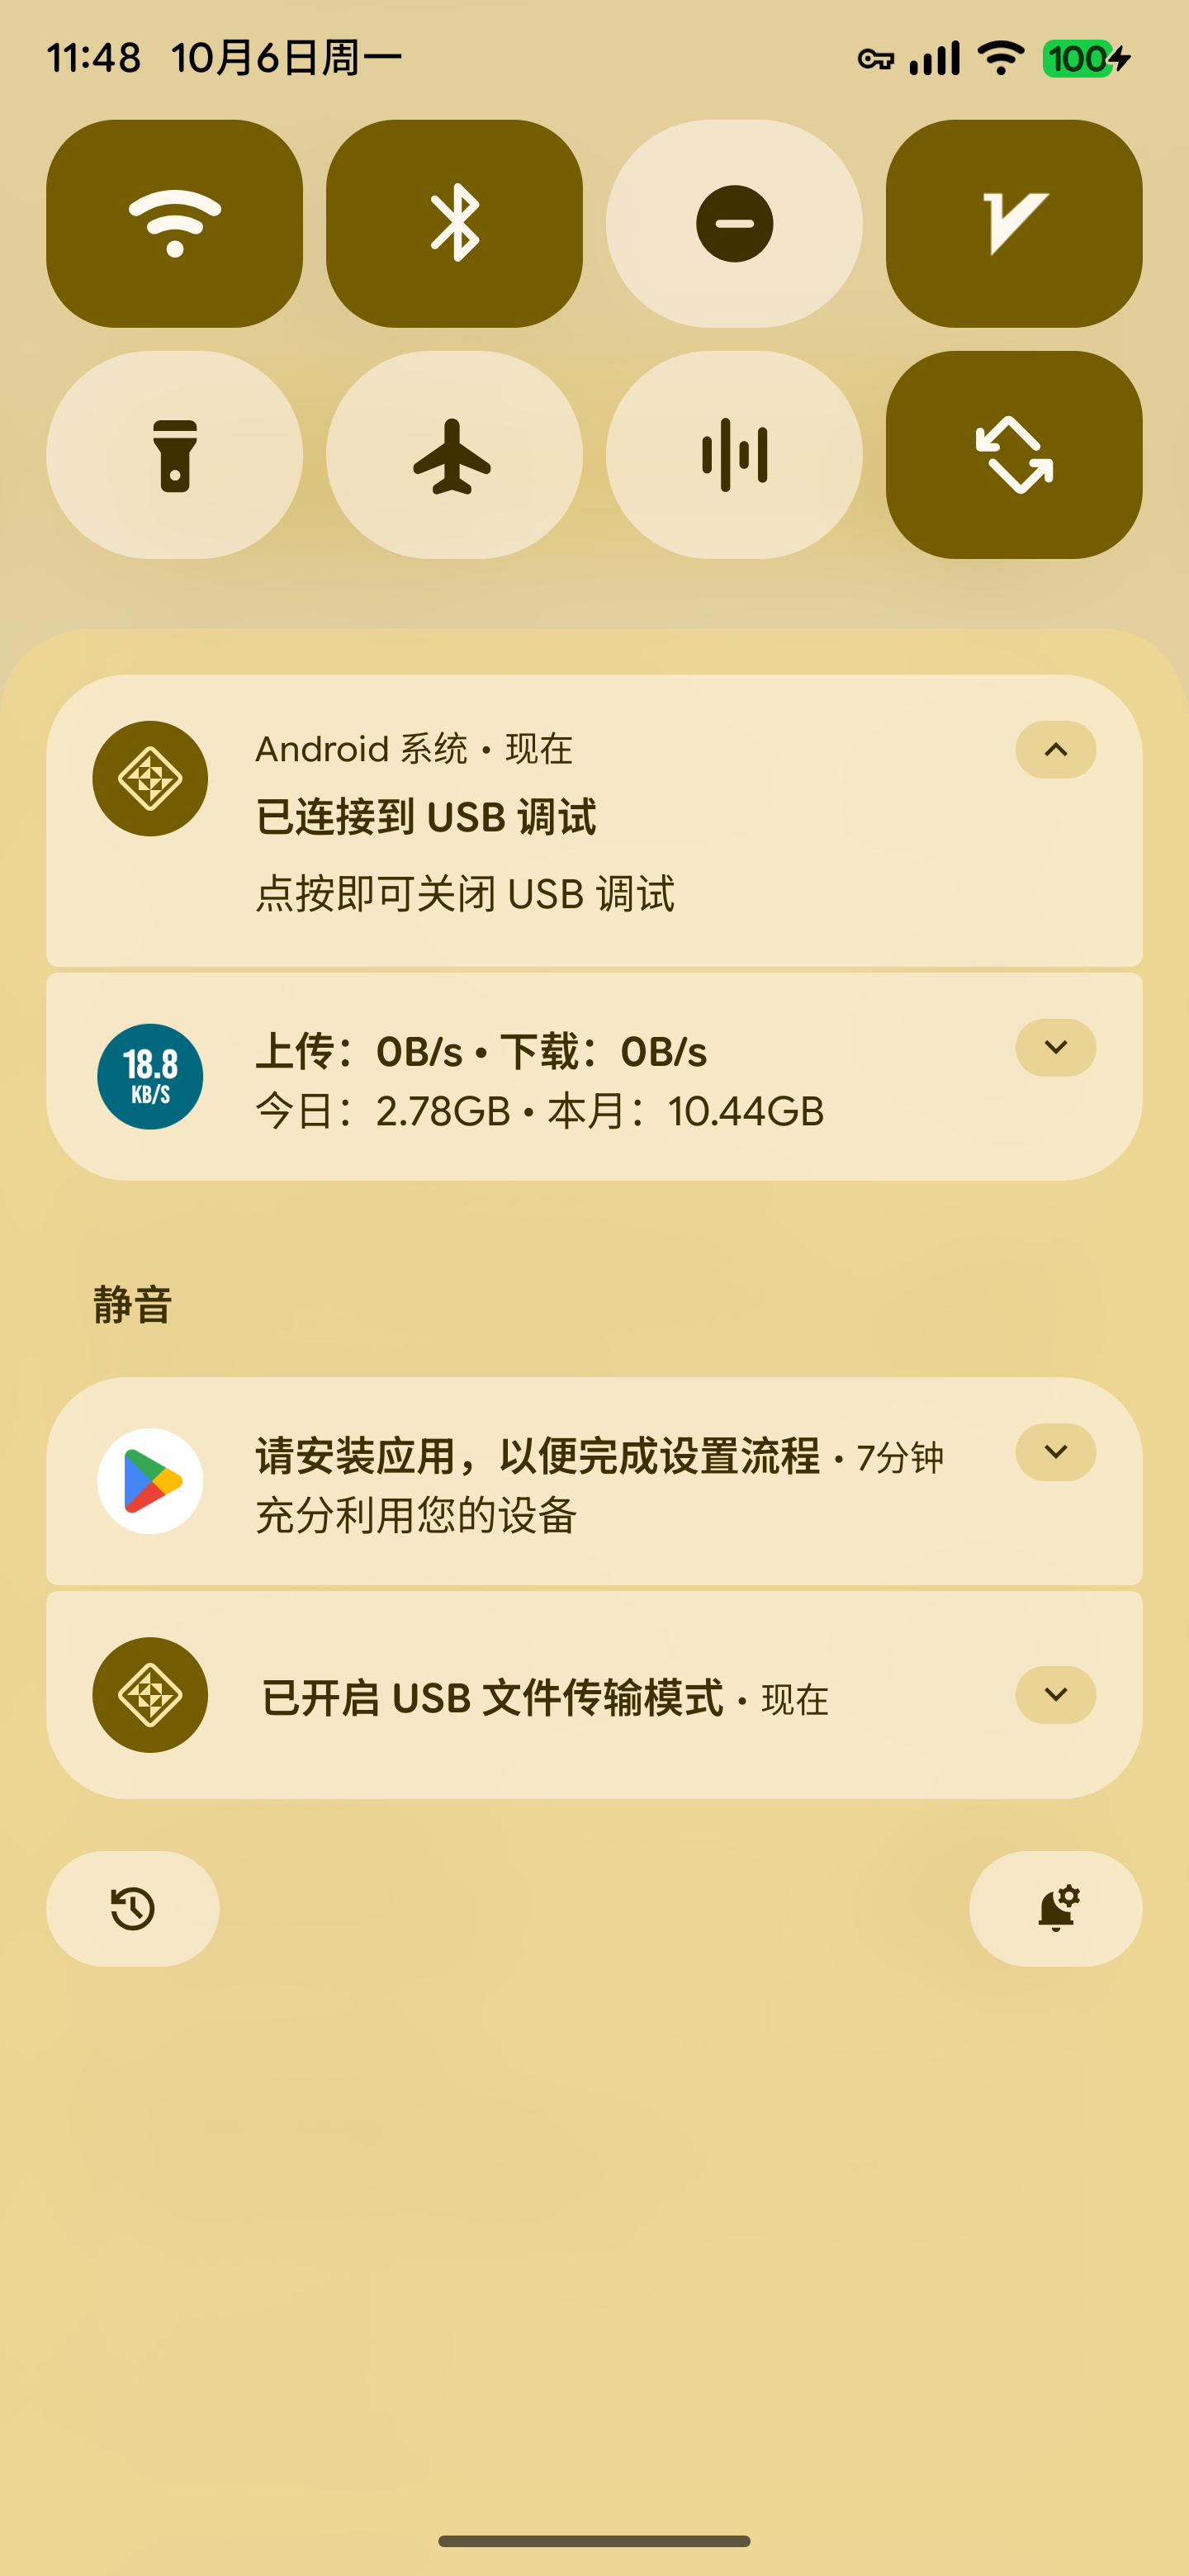 11:48 10月6日周一 100
Android 系统 • 现在
已连接到 USB 调试
点按即可关闭 USB 调试
18.8
KB/S
上传：0B/s • 下载：0B/s
今日：2.78GB • 本月：10.44GB
静音
请安装应用，以便完成设置流程 • 7分钟
充分利用您的设备
已开启 USB 文件传输模式 • 现在